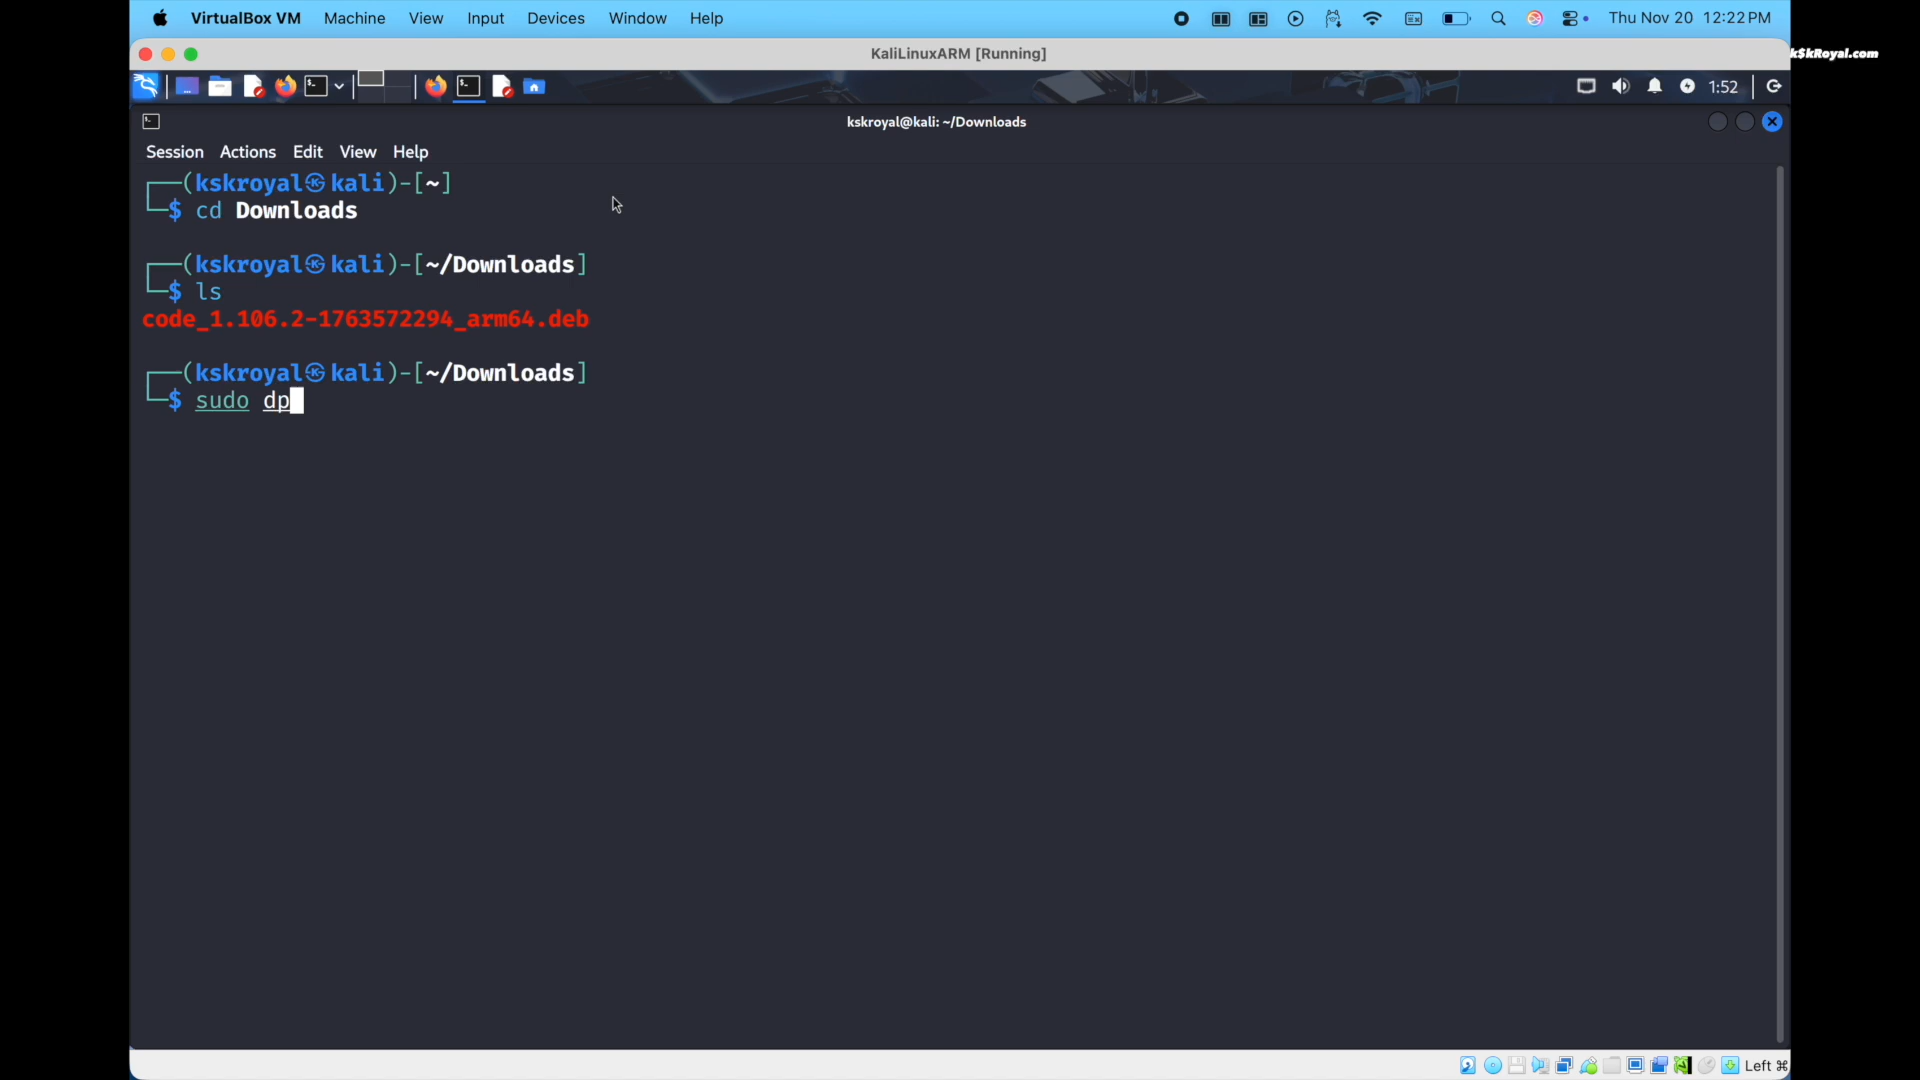 VirtualBox VM Machine View Input Devices Window Help Thu Nov 20 12:22 PM
KaliLinuxARM [Running]
k$kRoyal.com
1:52
kskroyal@kali: ~/Downloads
Session Actions Edit View Help
┌──(kskroyal㉿kali)-[~]
└─$ cd Downloads
┌──(kskroyal㉿kali)-[~/Downloads]
└─$ ls
code_1.106.2-1763572294_arm64.deb
┌──(kskroyal㉿kali)-[~/Downloads]
└─$ sudo dp
Left ⌘